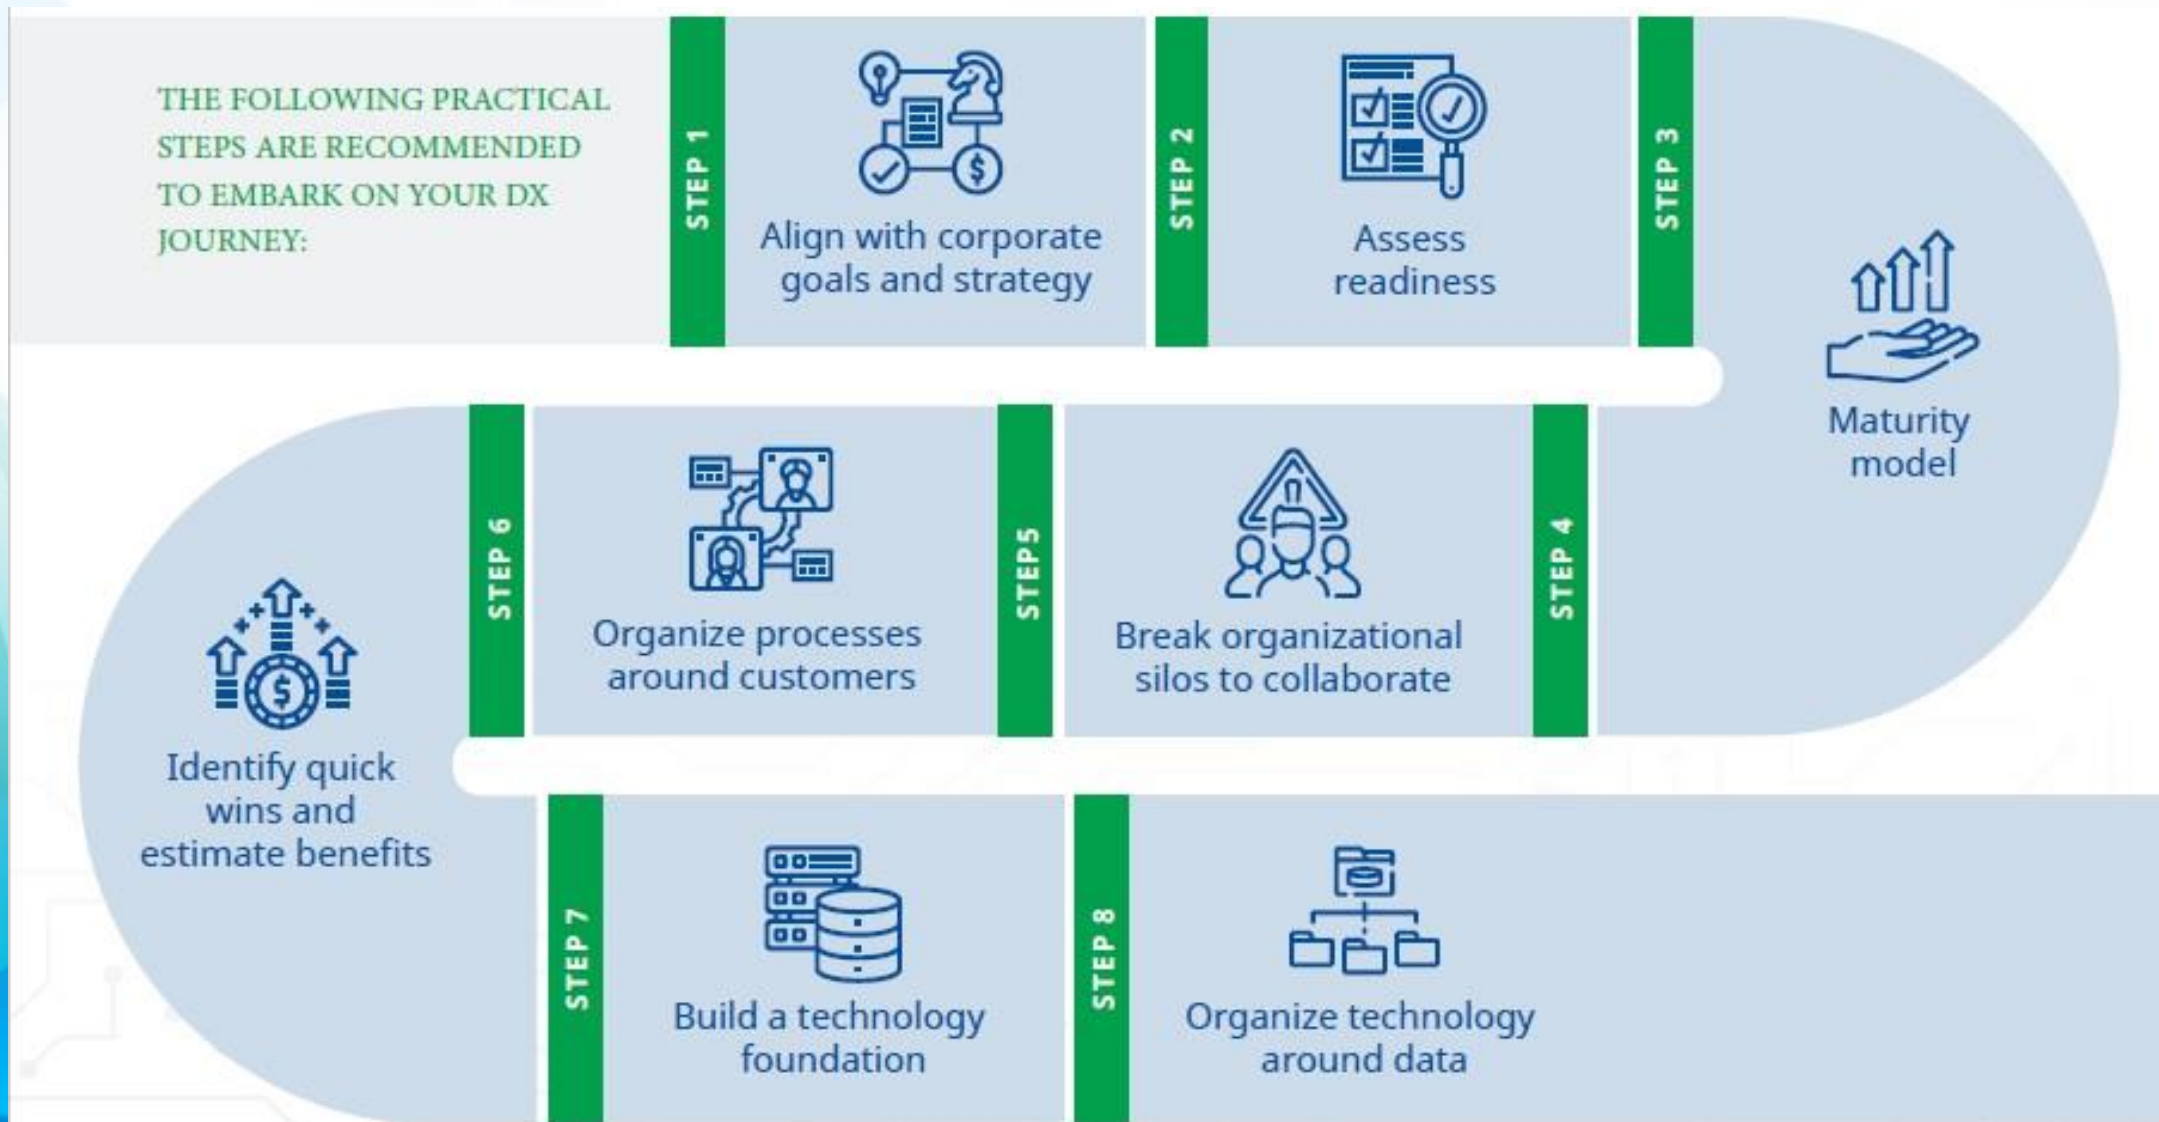 THE FOLLOWING PRACTICAL
STEPS ARE RECOMMENDED
TO EMBARK ON YOUR DX
JOURNEY:
STEP 1
Align with corporate
goals and strategy
STEP 2
Assess
readiness
STEP 3
Maturity
model
STEP 4
Break organizational
silos to collaborate
STEP5
Organize processes
around customers
STEP 6
Identify quick
wins and
estimate benefits
STEP 7
Build a technology
foundation
STEP 8
Organize technology
around data